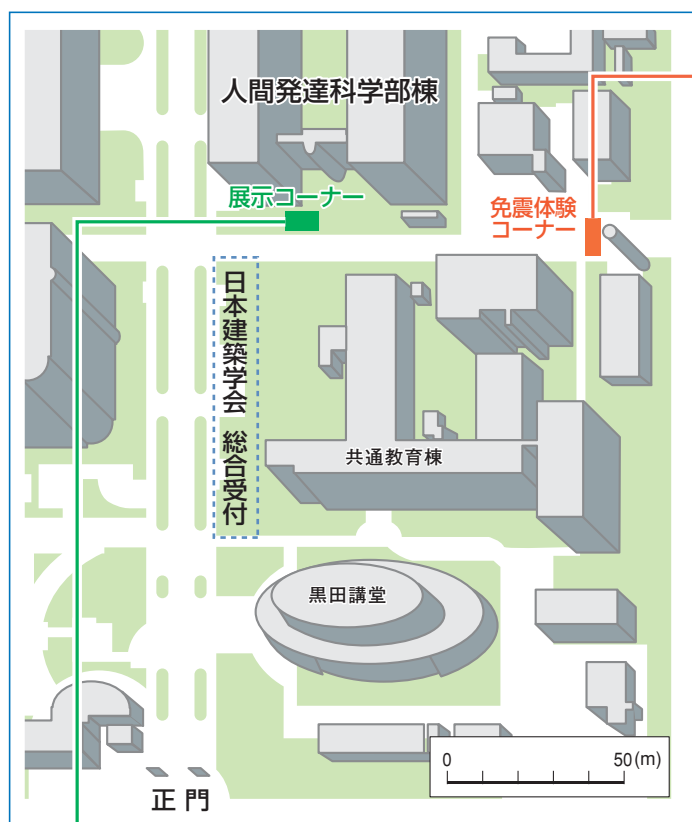 人間発達科学部棟
展示コーナー
免震体験
コーナー
日本建築学会 総合受付
共通教育棟
黒田講堂
0 50(m)
正門